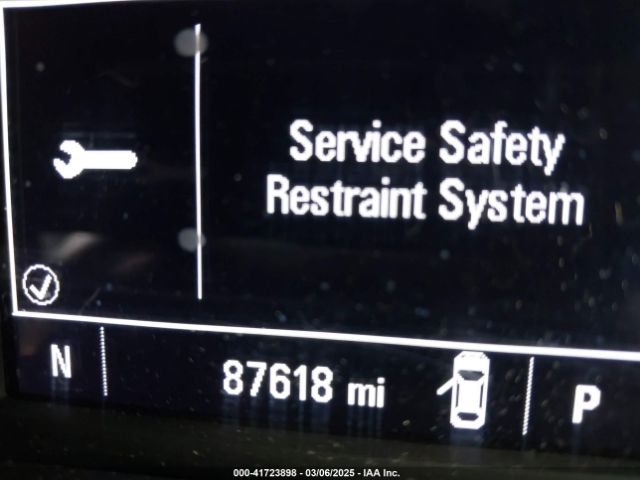 Service Safety
Restraint System
N 87618 mi P
000-41723898 - 03/06/2025 - IAA Inc.